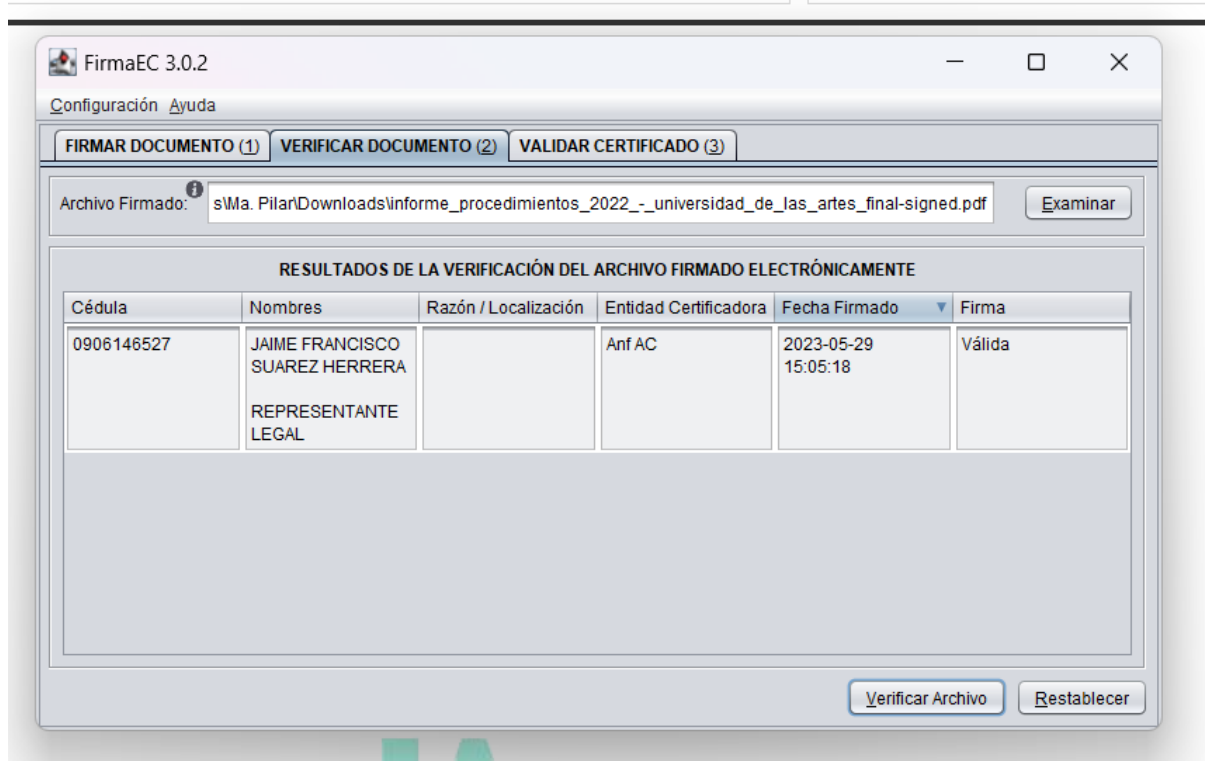 FirmaEC 3.0.2
Configuración Ayuda
FIRMAR DOCUMENTO (1) VERIFICAR DOCUMENTO (2) VALIDAR CERTIFICADO (3)
Archivo Firmado: s\Ma. Pilar\Downloads\informe_procedimientos_2022_-_universidad_de_las_artes_final-signed.pdf Examinar
RESULTADOS DE LA VERIFICACIÓN DEL ARCHIVO FIRMADO ELECTRÓNICAMENTE
Cédula Nombres Razón / Localización Entidad Certificadora Fecha Firmado Firma
0906146527 JAIME FRANCISCO Anf AC 2023-05-29 Válida
SUAREZ HERRERA 15:05:18
REPRESENTANTE
LEGAL
Verificar Archivo Restablecer